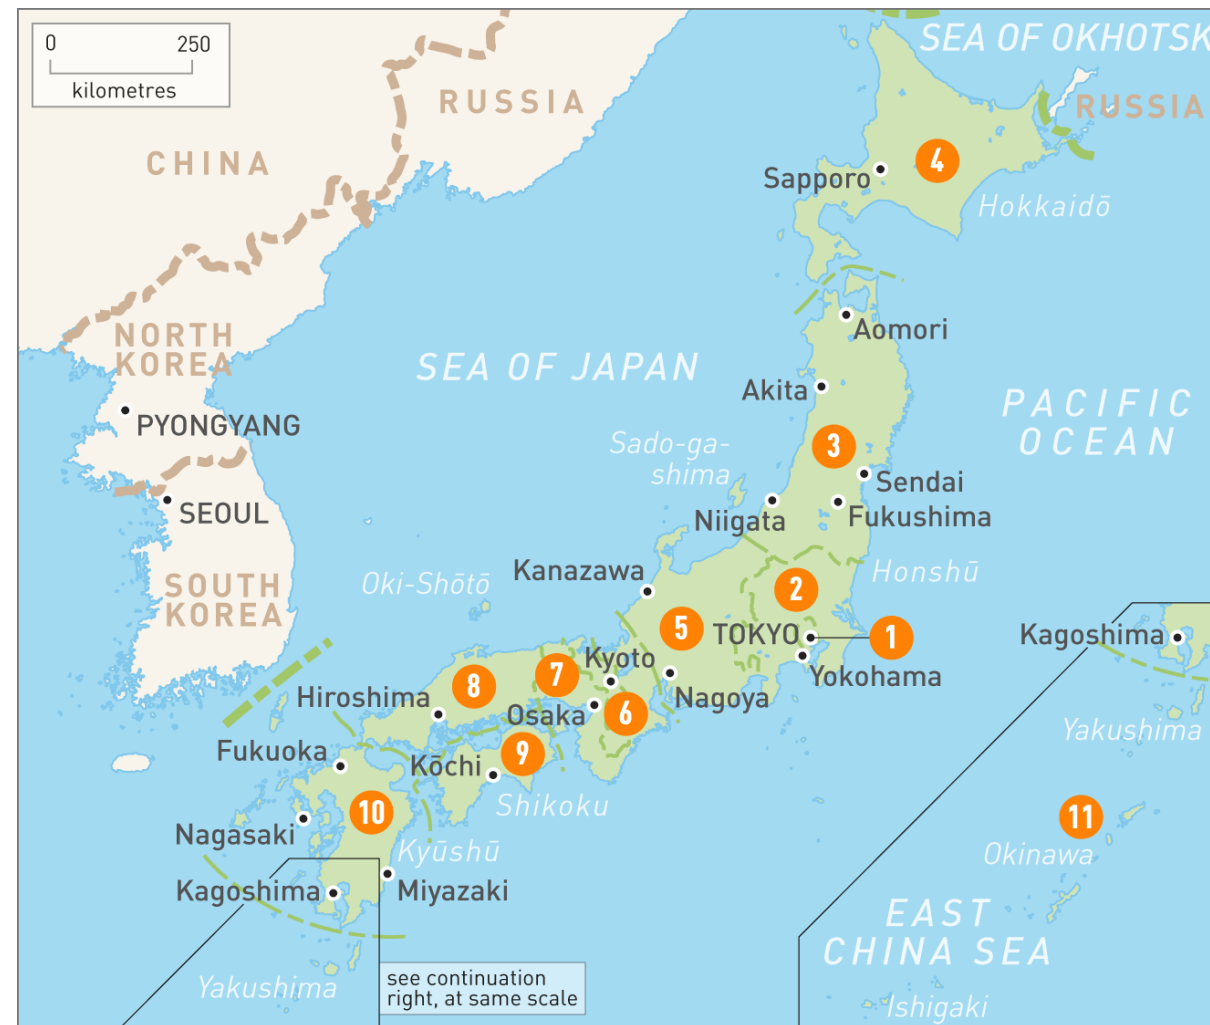 0 250
kilometres
SEA OF OKHOTSK
RUSSIA
RUSSIA
CHINA
4
Sapporo
Hokkaidō
NORTH
KOREA
Aomori
SEA OF JAPAN
Akita
PACIFIC
OCEAN
PYONGYANG
3
Sado-ga-
shima
Sendai
SEOUL
Niigata
Fukushima
Kanazawa
Honshū
Oki-Shōtō
SOUTH
KOREA
2
5
TOKYO
1
Kagoshima
Kyoto
7
Yokohama
8
Hiroshima
Nagoya
Osaka
6
Yakushima
Fukuoka
Kōchi
9
Shikoku
10
11
Nagasaki
Kyūshū
Okinawa
Kagoshima
Miyazaki
EAST
CHINA SEA
Yakushima
see continuation
right, at same scale
Ishigaki